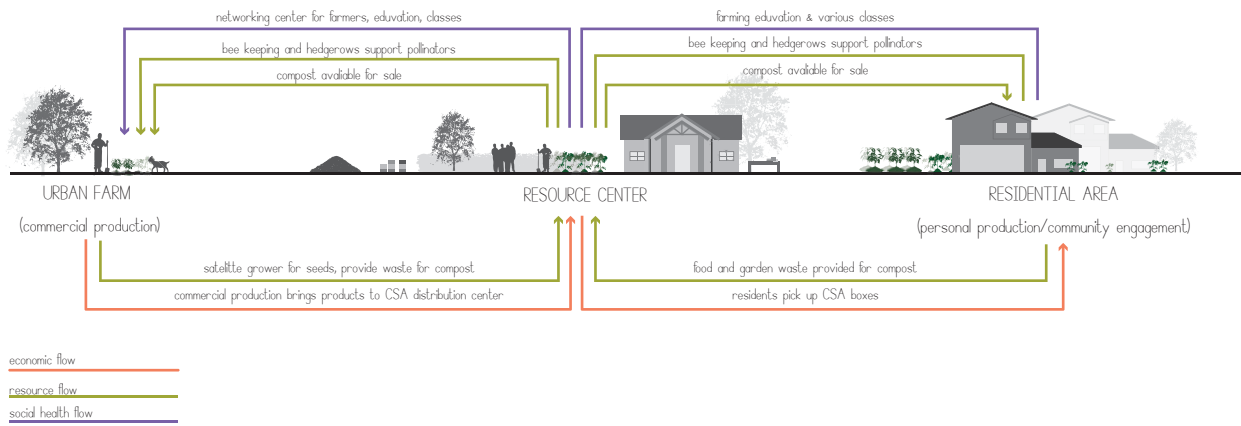 networking center for farmers, eduvation, classes
farming eduvation & various classes
bee keeping and hedgerows support pollinators
bee keeping and hedgerows support pollinators
compost avaliable for sale
compost avaliable for sale
URBAN FARM
RESOURCE CENTER
RESIDENTIAL AREA
(commercial production)
(personal production/community engagement)
satelitte grower for seeds, provide waste for compost
food and garden waste provided for compost
commercial production brings products to CSA distribution center
residents pick up CSA boxes
economic flow
resource flow
social health flow